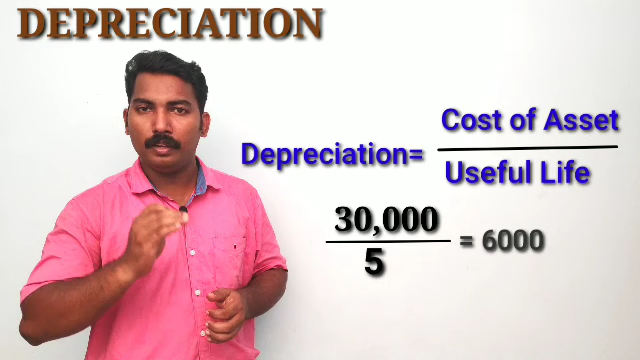 DEPRECIATION
Depreciation= Cost of Asset
Useful Life
30,000
5
= 6000